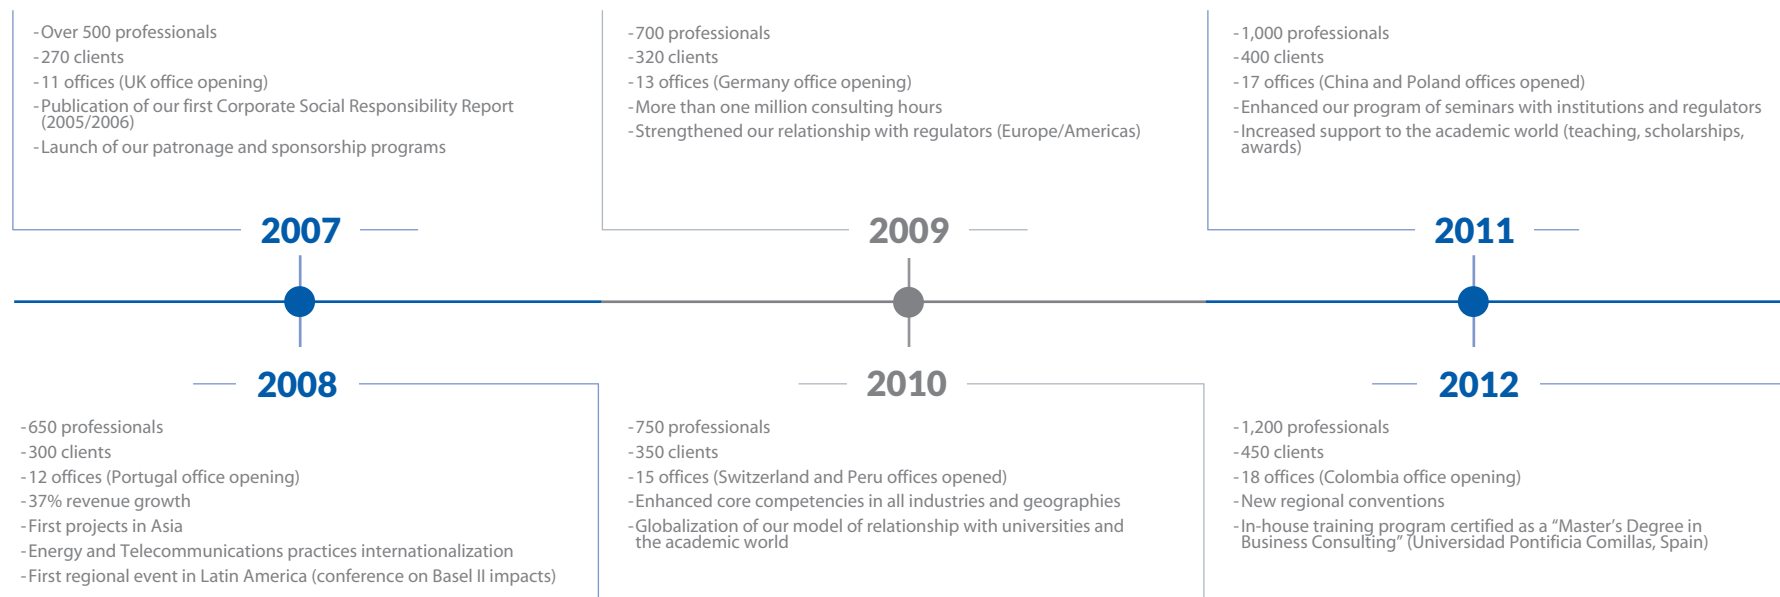 -Over 500 professionals
-270 clients
-11 offices (UK office opening)
-Publication of our first Corporate Social Responsibility Report
(2005/2006)
-Launch of our patronage and sponsorship programs
2007
2008
-650 professionals
-300 clients
-12 offices (Portugal office opening)
-37% revenue growth
-First projects in Asia
-Energy and Telecommunications practices internationalization
-First regional event in Latin America (conference on Basel II impacts)
-700 professionals
-320 clients
-13 offices (Germany office opening)
-More than one million consulting hours
-Strengthened our relationship with regulators (Europe/Americas)
2009
2010
-750 professionals
-350 clients
-15 offices (Switzerland and Peru offices opened)
-Enhanced core competencies in all industries and geographies
-Globalization of our model of relationship with universities and
the academic world
-1,000 professionals
-400 clients
-17 offices (China and Poland offices opened)
-Enhanced our program of seminars with institutions and regulators
-Increased support to the academic world (teaching, scholarships,
awards)
2011
2012
-1,200 professionals
-450 clients
-18 offices (Colombia office opening)
-New regional conventions
-In-house training program certified as a “Master’s Degree in
Business Consulting” (Universidad Pontificia Comillas, Spain)